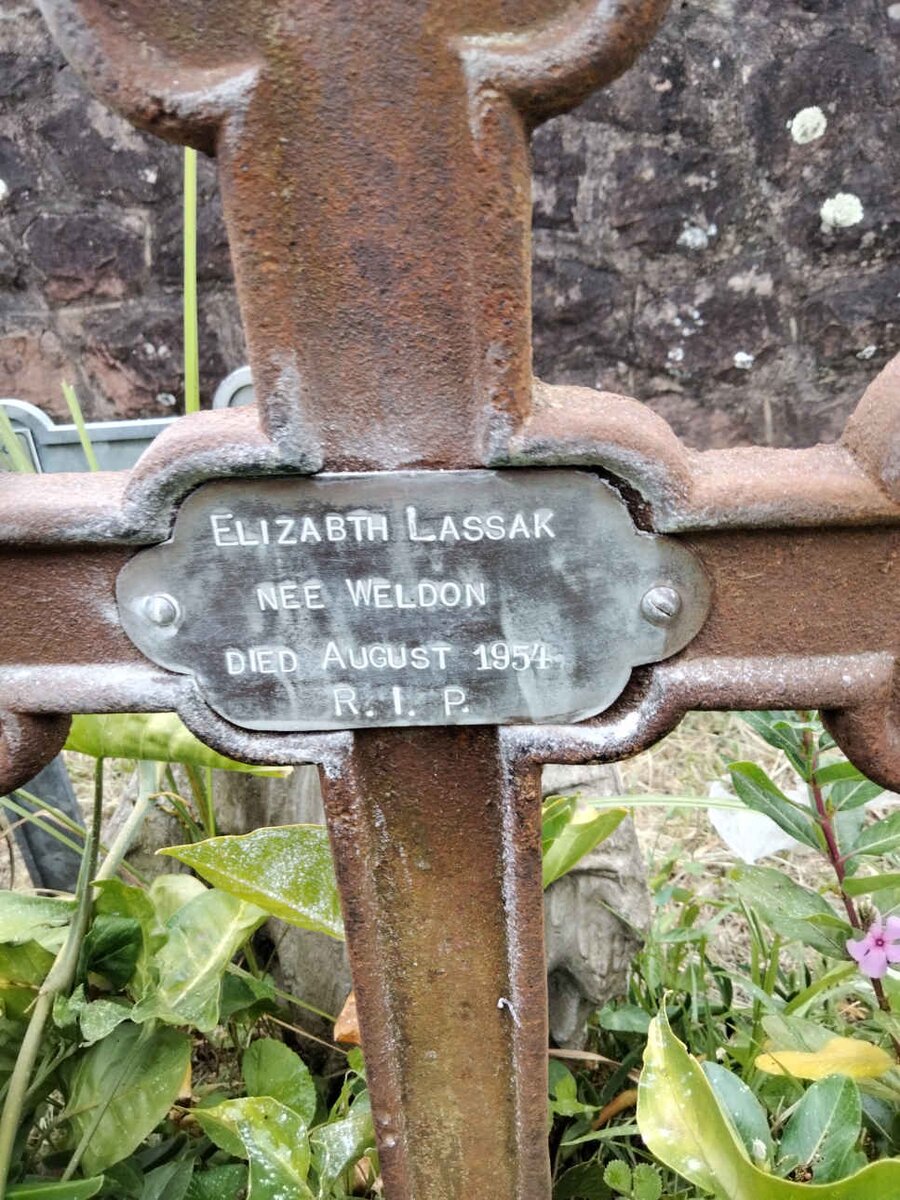 ELIZABTH LASSAK
NEE WELDON
DIED AUGUST 1954
R. I. P.